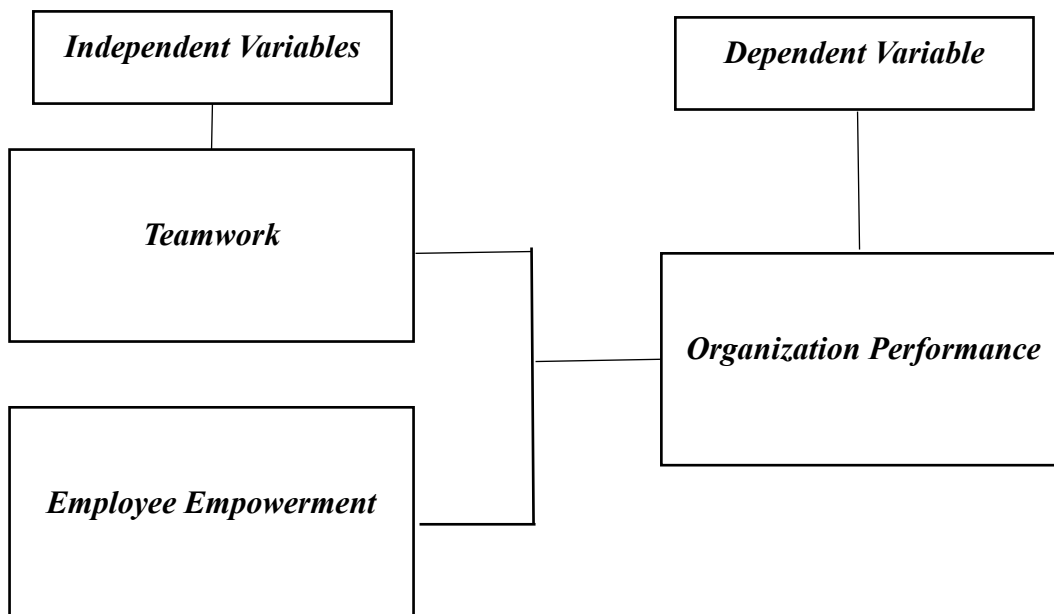 Independent Variables
Dependent Variable
Teamwork
Organization Performance
Employee Empowerment